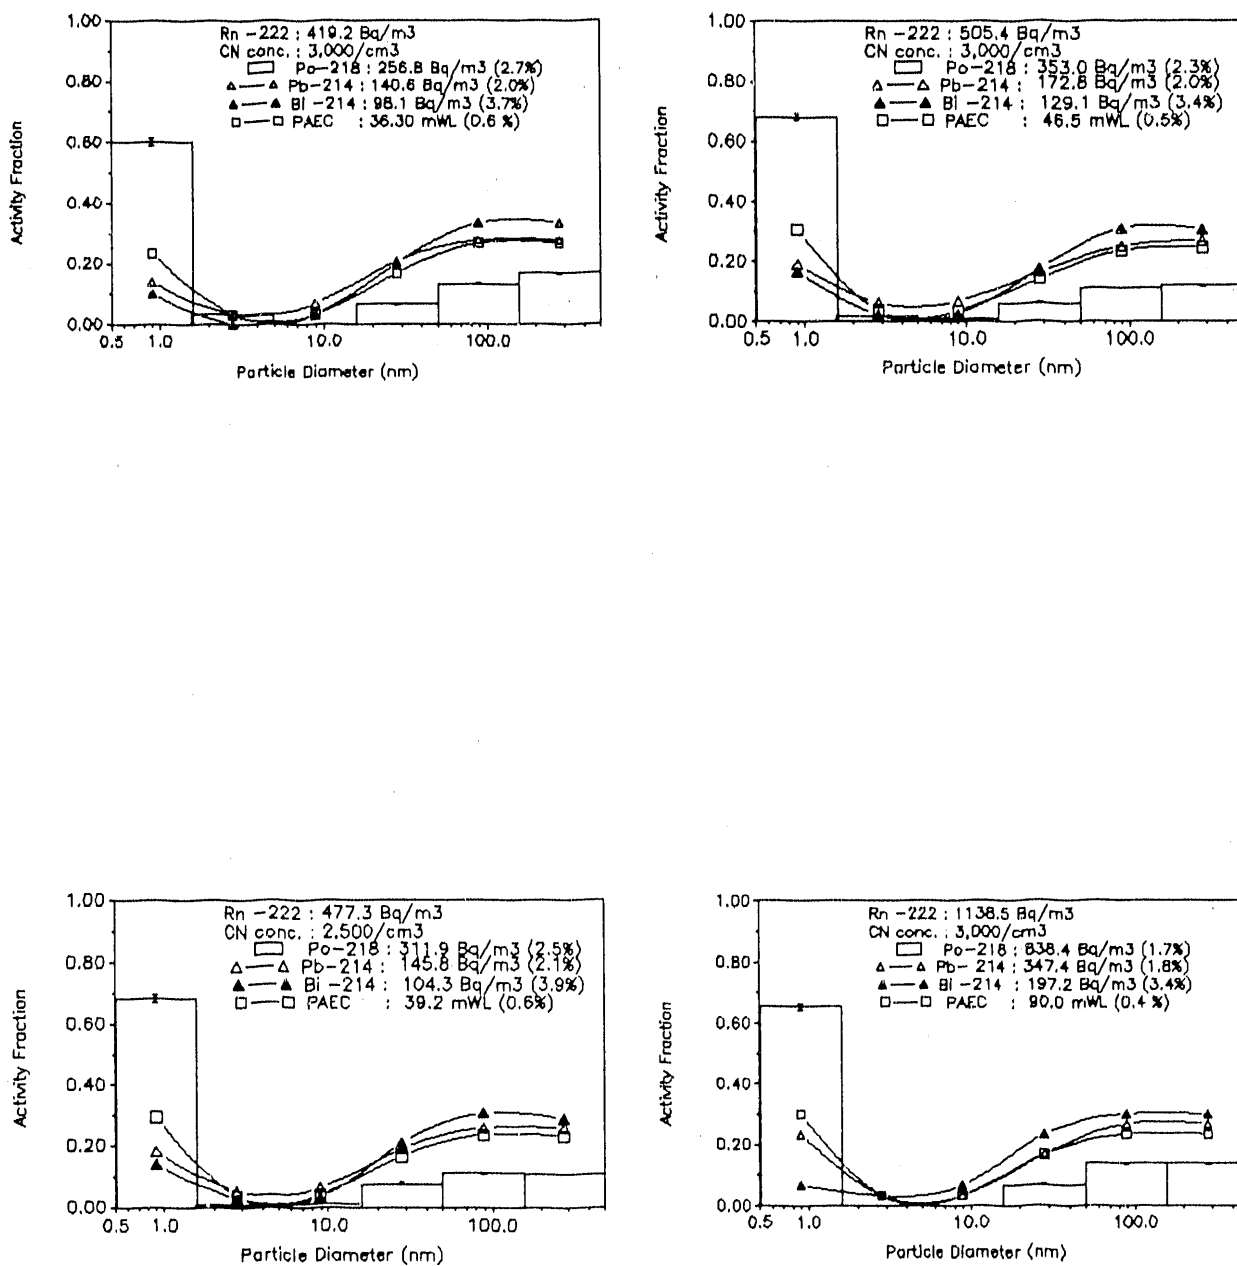 1.00
0.80
0.60
0.40
0.20
0.00
Activity Fraction
Rn -222 : 419.2 Bq/m3
CN conc. : 3,000/cm3
Po-218 : 256.8 Bq/m3 (2.7%)
Pb-214 : 140.6 Bq/m3 (2.0%)
Bi -214 : 98.1 Bq/m3 (3.7%)
PAEC : 36.30 mWL (0.6 %)
0.5 1.0 10.0 100.0
Particle Diameter (nm)
1.00
0.80
0.60
0.40
0.20
0.00
Activity Fraction
Rn -222 : 505.4 Bq/m3
CN conc. : 3,000/cm3
Po-218 : 353.0 Bq/m3 (2.3%)
Pb-214 : 172.8 Bq/m3 (2.0%)
Bi -214 : 129.1 Bq/m3 (3.4%)
PAEC : 46.5 mWL (0.5%)
0.5 1.0 10.0 100.0
Particle Diameter (nm)
1.00
0.80
0.60
0.40
0.20
0.00
Activity Fraction
Rn -222 : 477.3 Bq/m3
CN conc. : 2,500/cm3
Po-218 : 311.9 Bq/m3 (2.5%)
Pb-214 : 145.8 Bq/m3 (2.1%)
Bi -214 : 104.3 Bq/m3 (3.9%)
PAEC : 39.2 mWL (0.6%)
0.5 1.0 10.0 100.0
Particle Diameter (nm)
1.00
0.80
0.60
0.40
0.20
0.00
Activity Fraction
Rn -222 : 1138.5 Bq/m3
CN conc. : 3,000/cm3
Po-218 : 838.4 Bq/m3 (1.7%)
Pb- 214 : 347.4 Bq/m3 (1.8%)
Bi -214 : 197.2 Bq/m3 (3.4%)
PAEC : 90.0 mWL (0.4 %)
0.5 1.0 10.0 100.0
Particle Diameter (nm)